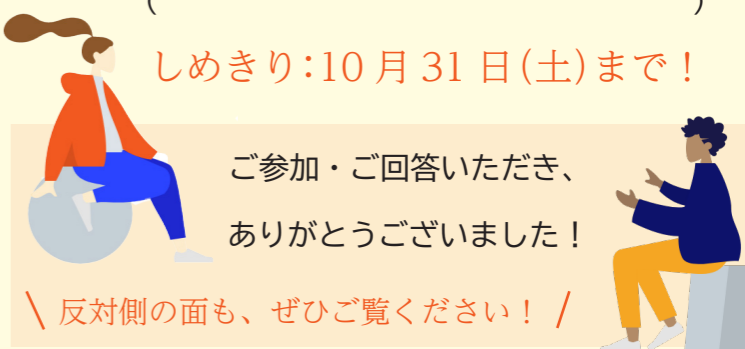 (　　　　　　　　　　)
しめきり：10月31日(土)まで！
ご参加・ご回答いただき、
ありがとうございました！
\ 反対側の面も、ぜひご覧ください！ /